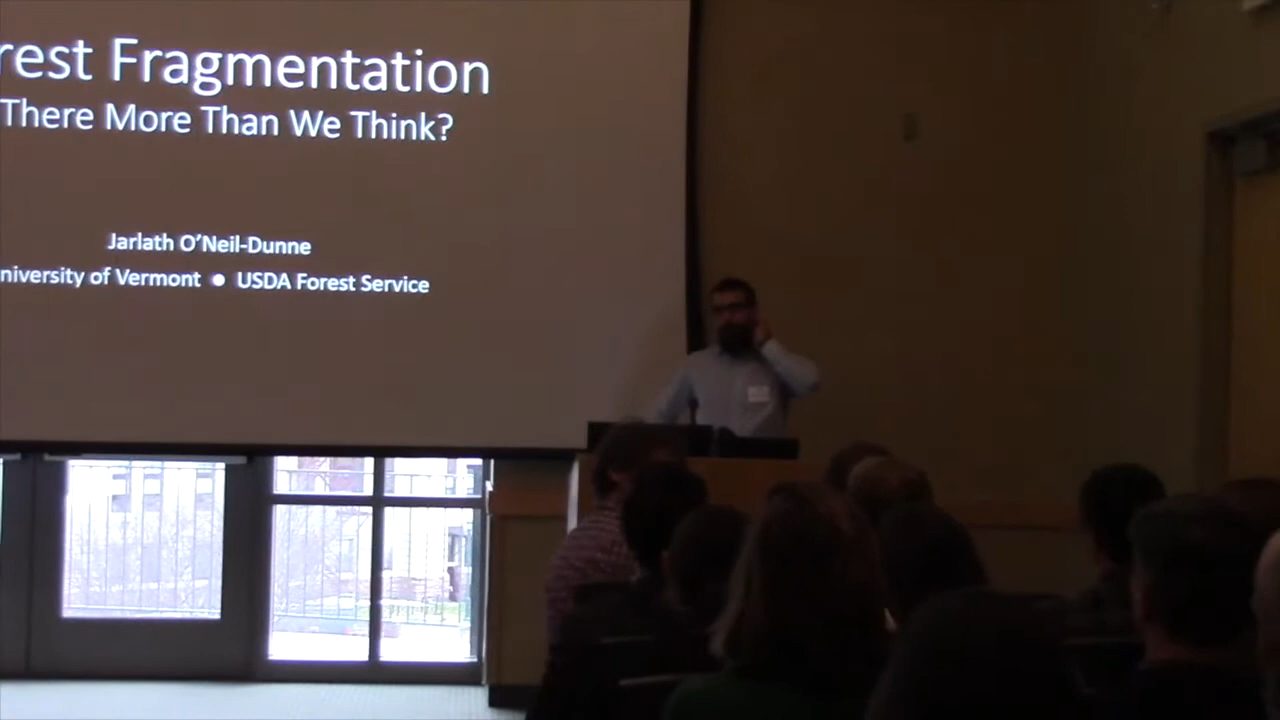 rest Fragmentation
There More Than We Think?
Jarlath O'Neil-Dunne
niversity of Vermont ● USDA Forest Service